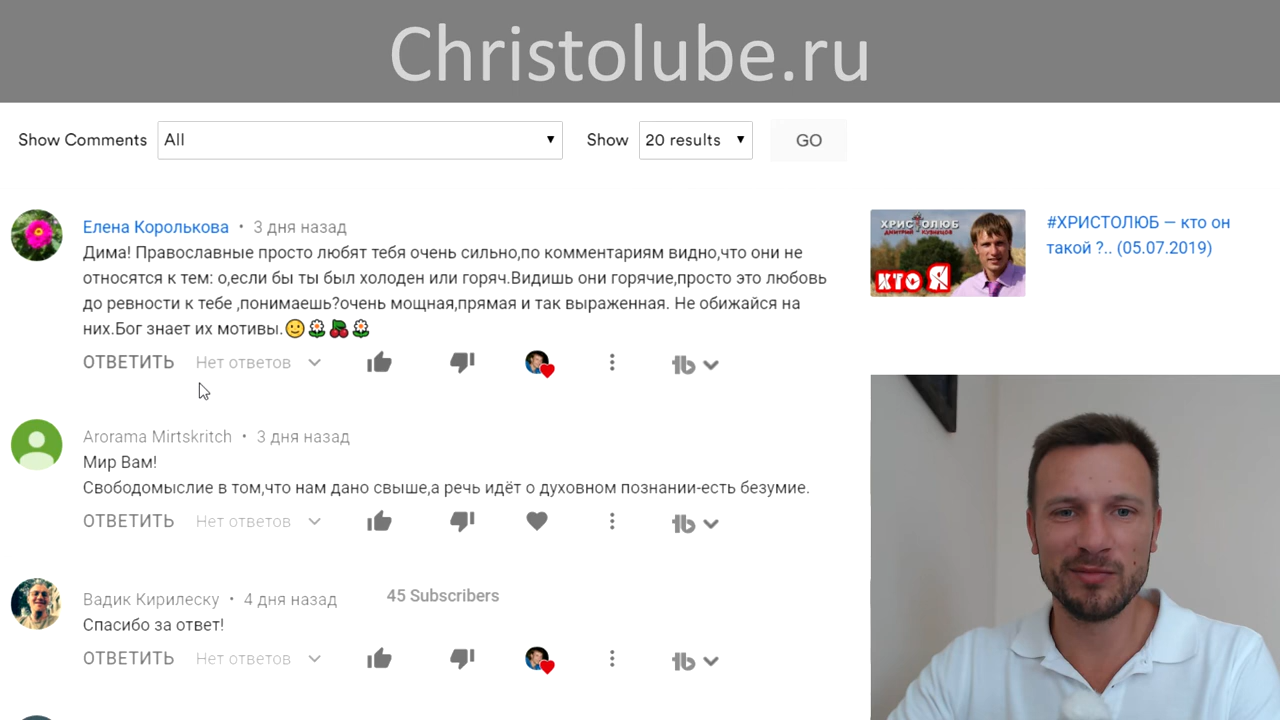 Christolube.ru
Show Comments All Show 20 results GO
Елена Королькова • 3 дня назад
Дима! Православные просто любят тебя очень сильно,по комментариям видно,что они не
относятся к тем: о,если бы ты был холоден или горяч.Видишь они горячие,просто это любовь
до ревности к тебе ,понимаешь?очень мощная,прямая и так выраженная. Не обижайся на
них.Бог знает их мотивы.🙂🌼🍒🌼
ОТВЕТИТЬ Нет ответов
#ХРИСТОЛЮБ — кто он
такой ?.. (05.07.2019)
ХРИСТОЛЮБ
ДМИТРИЙ КУЗНЕЦОВ
КТО Я
Arorama Mirtskritch • 3 дня назад
Мир Вам!
Свободомыслие в том,что нам дано свыше,а речь идёт о духовном познании-есть безумие.
ОТВЕТИТЬ Нет ответов
Вадик Кирилеску • 4 дня назад 45 Subscribers
Спасибо за ответ!
ОТВЕТИТЬ Нет ответов